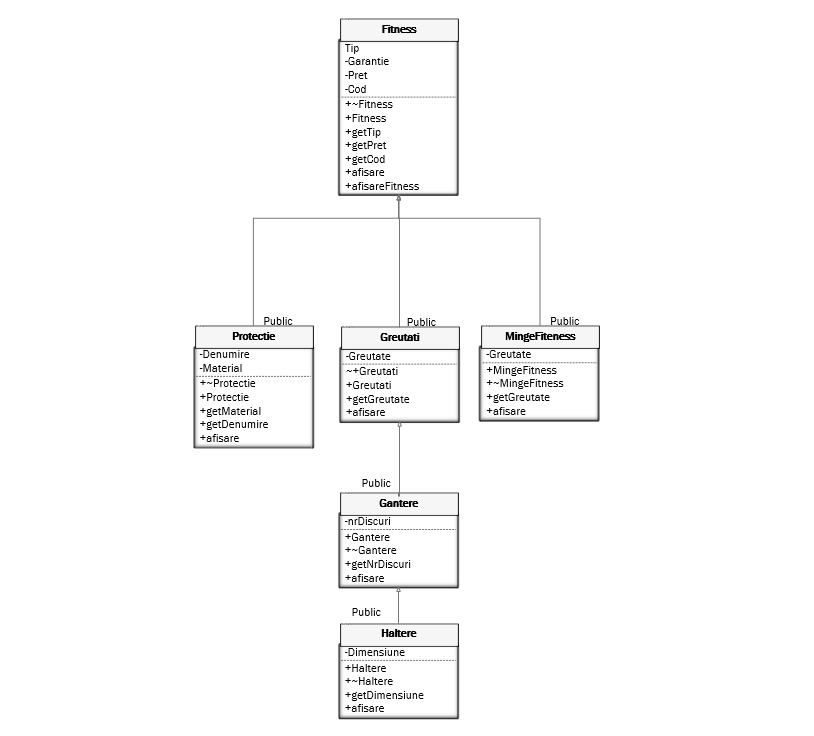 Fitness
Tip
-Garantie
-Pret
-Cod
+~Fitness
+Fitness
+getTip
+getPret
+getCod
+afisare
+afisareFitness
Public
Public
Public
Protectie
-Denumire
-Material
+~Protectie
+Protectie
+getMaterial
+getDenumire
+afisare
Greutati
-Greutate
~+Greutati
+Greutati
+getGreutate
+afisare
MingeFiteness
-Greutate
+MingeFitness
+~MingeFitness
+getGreutate
+afisare
Public
Gantere
-nrDiscuri
+Gantere
+~Gantere
+getNrDiscuri
+afisare
Public
Haltere
-Dimensiune
+Haltere
+~Haltere
+getDimensiune
+afisare